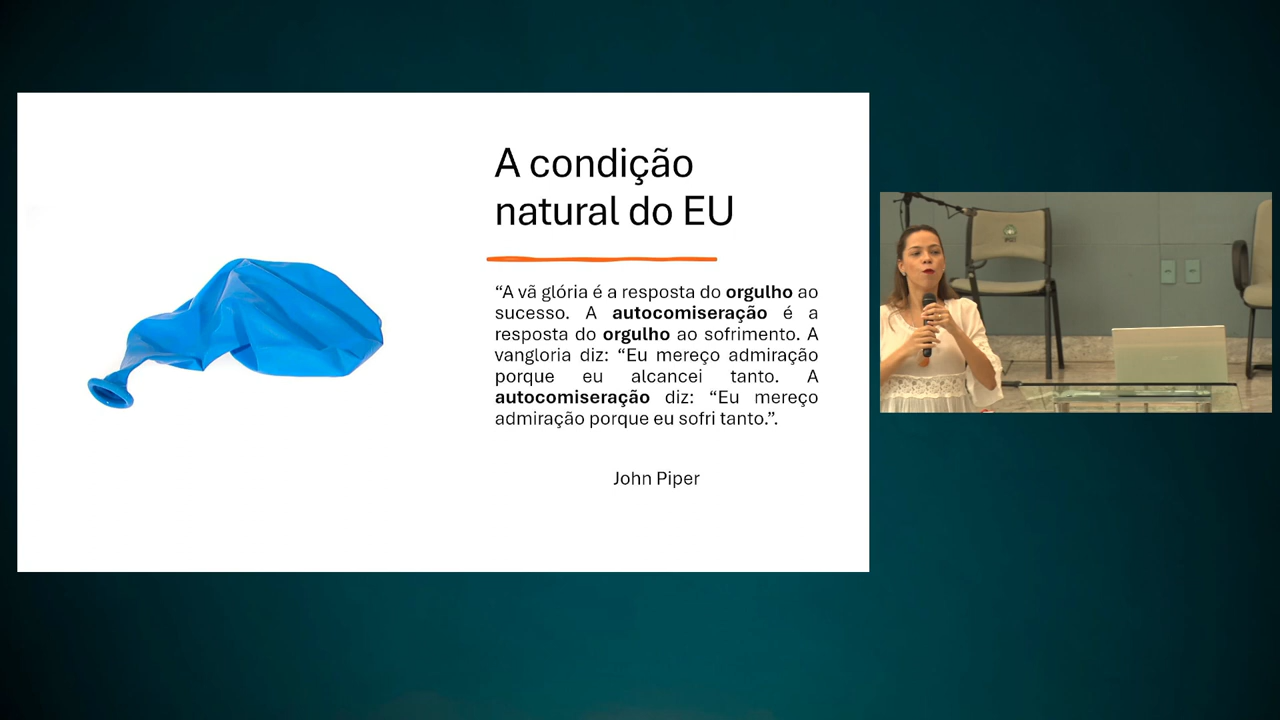 A condição
natural do EU
“A vã glória é a resposta do orgulho ao
sucesso. A autocomiseração é a
resposta do orgulho ao sofrimento. A
vangloria diz: “Eu mereço admiração
porque eu alcancei tanto. A
autocomiseração diz: “Eu mereço
admiração porque eu sofri tanto.”.
John Piper